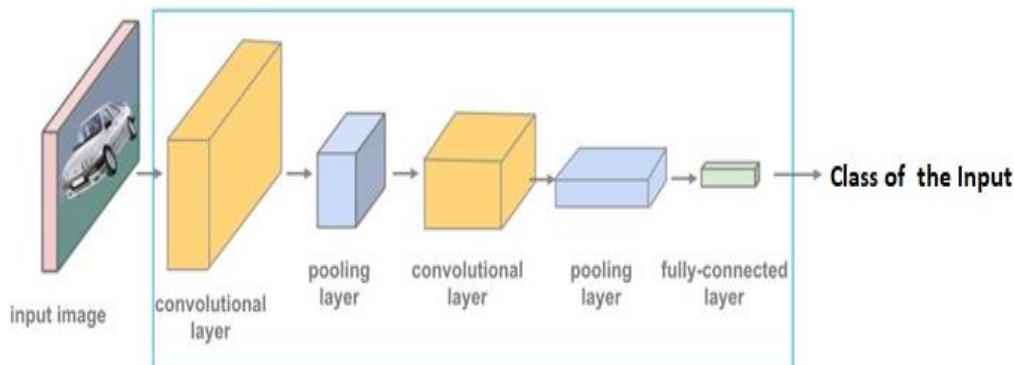 input image
convolutional
layer
pooling
layer
convolutional
layer
pooling
layer
fully-connected
layer
Class of the Input